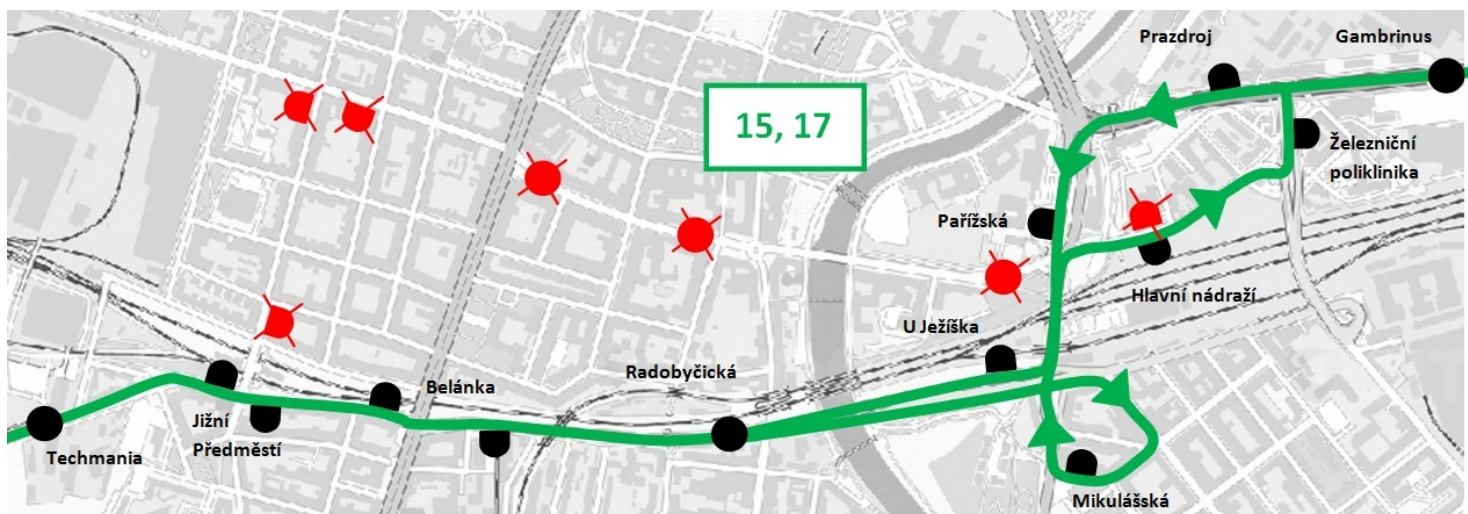 Prazdroj
Gambrinus
15, 17
Železniční
poliklinika
Pařížská
Hlavní nádraží
U Ježíška
Radobyčická
Belánka
Jižní
Předměstí
Techmania
Mikulášská